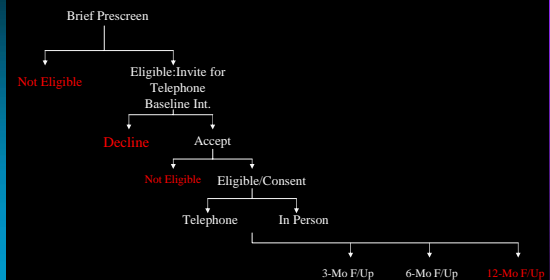 Brief Prescreen
Not Eligible
Eligible:Invite for
Telephone
Baseline Int.
Decline
Accept
Not Eligible
Eligible/Consent
Telephone
In Person
3-Mo F/Up
6-Mo F/Up
12-Mo F/Up